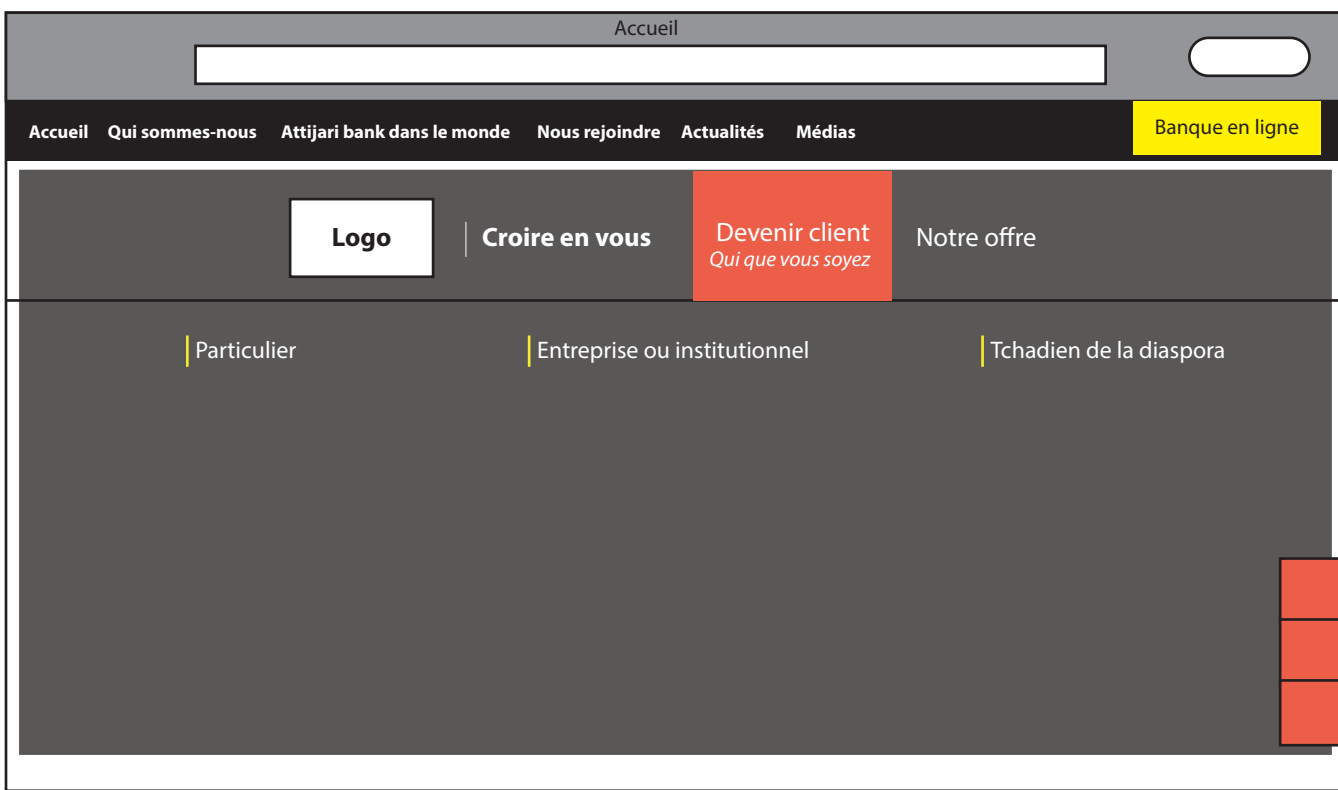 Accueil
Accueil Qui sommes-nous Attijari bank dans le monde Nous rejoindre Actualités Médias Banque en ligne
Logo Croire en vous Devenir client Notre offre
Qui que vous soyez
Particulier Entreprise ou institutionnel Tchadien de la diaspora